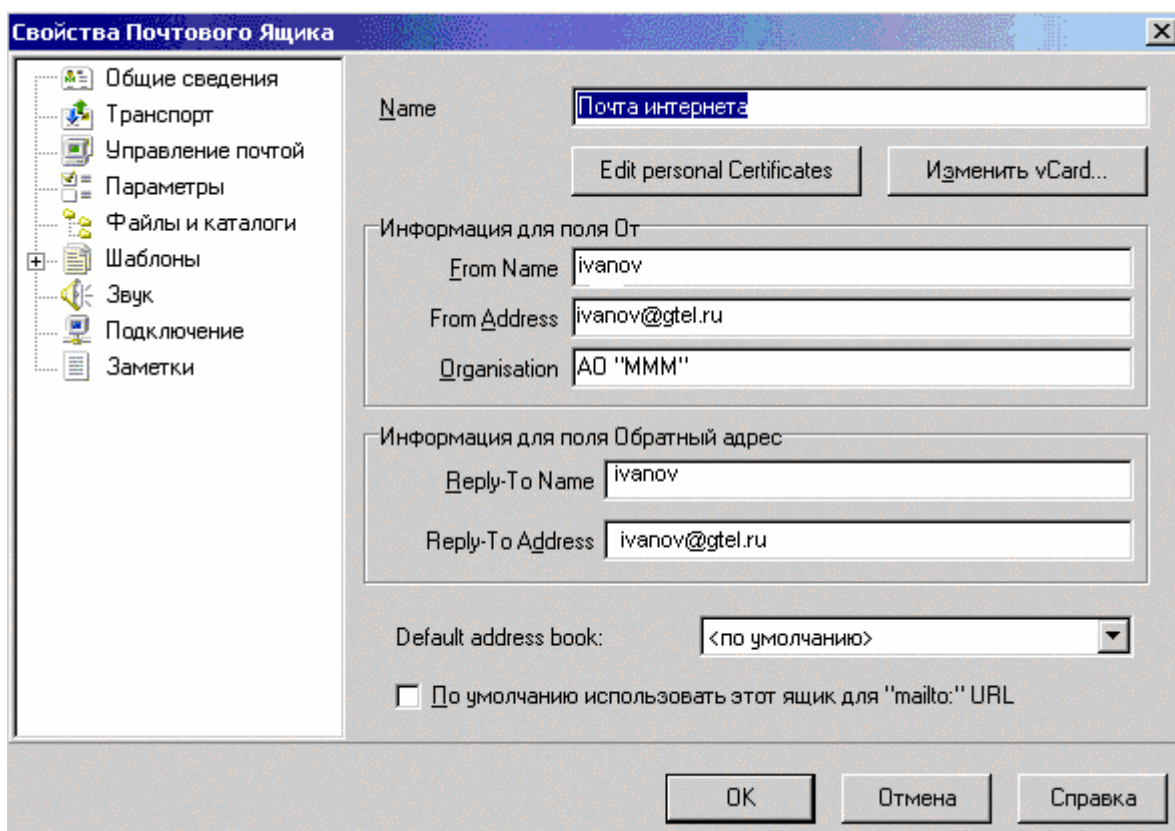 Свойства Почтового Ящика
Общие сведения
Транспорт
Управление почтой
Параметры
Файлы и каталоги
Шаблоны
Звук
Подключение
Заметки
Name Почта интернета
Edit personal Certificates Изменить vCard...
Информация для поля От
From Name ivanov
From Address ivanov@gtel.ru
Organisation АО "МММ"
Информация для поля Обратный адрес
Reply-To Name ivanov
Reply-To Address ivanov@gtel.ru
Default address book: <по умолчанию>
По умолчанию использовать этот ящик для "mailto:" URL
OK Отмена Справка